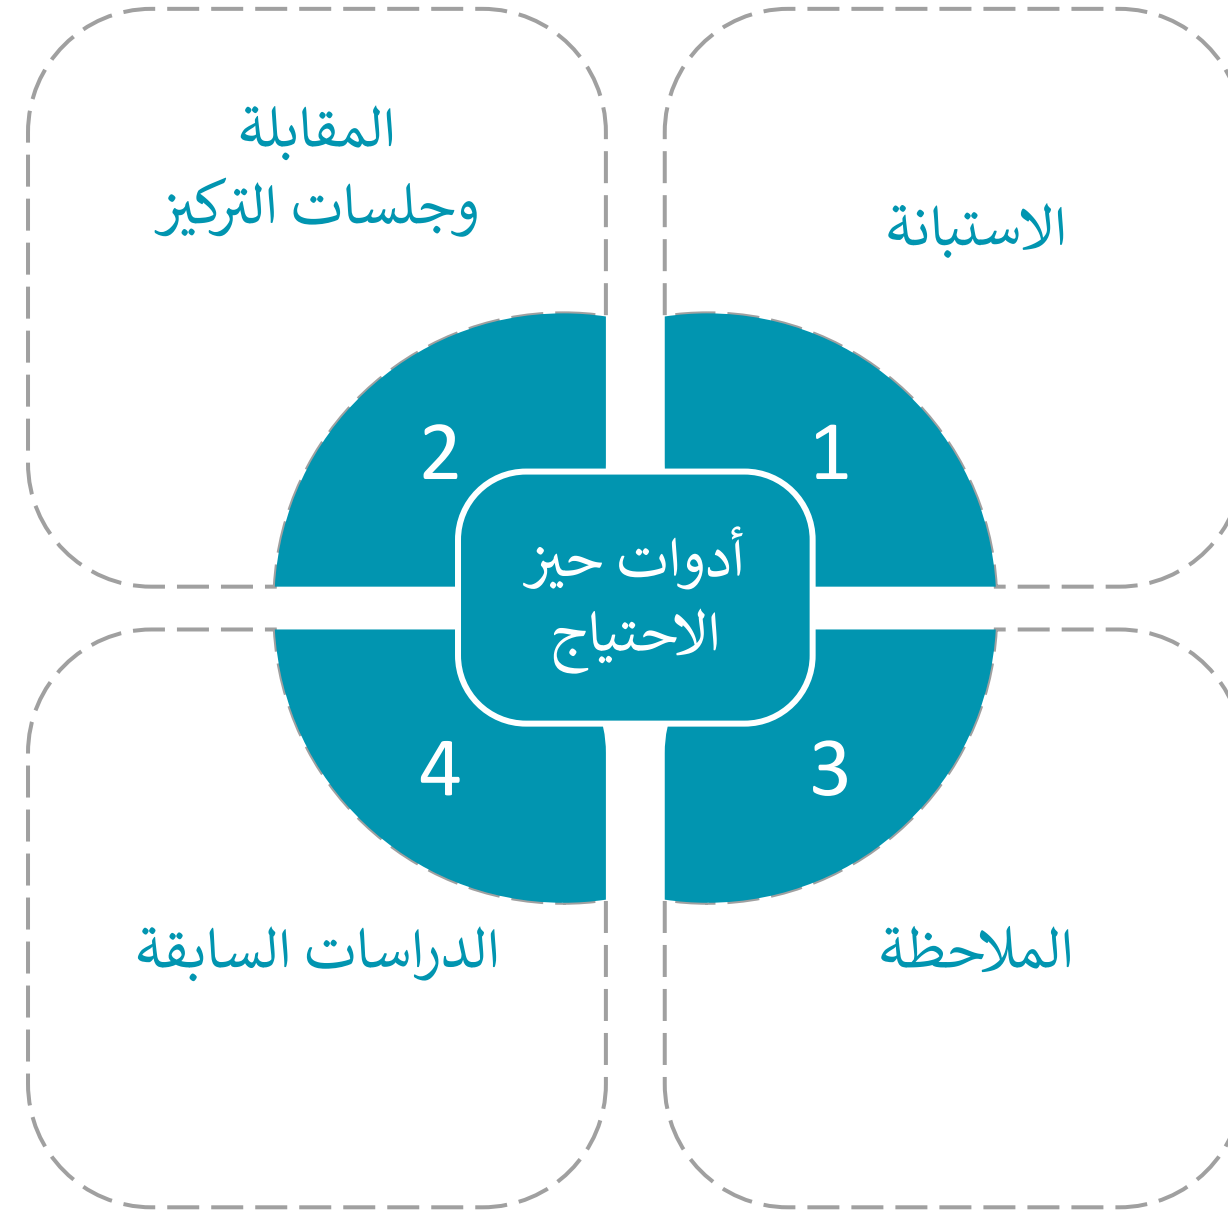 الاستبانة
1
المقابلة
وجلسات التركيز
2
أدوات حيز
الاحتياج
3
الملاحظة
4
الدراسات السابقة